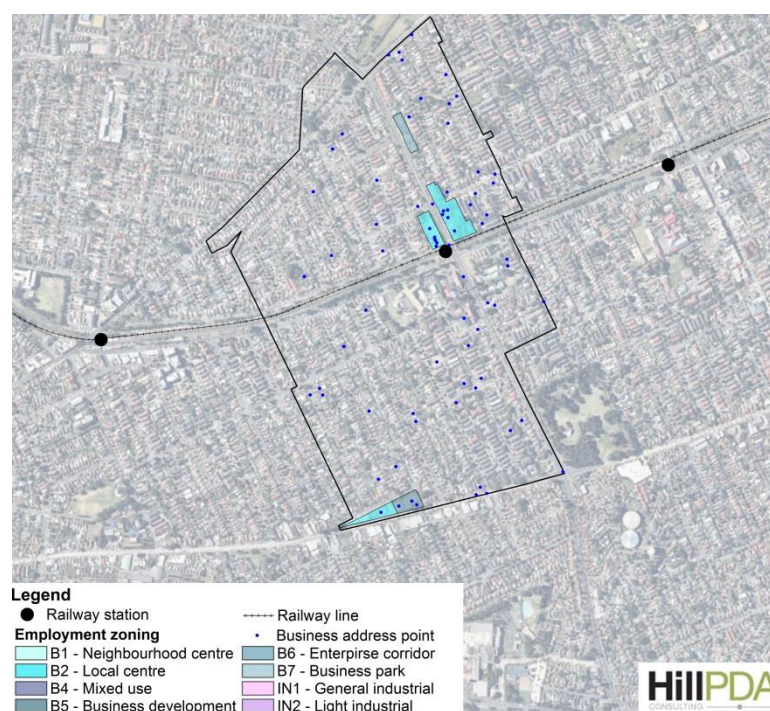 Legend
Railway station
Railway line
Employment zoning
Business address point
B1 - Neighbourhood centre
B6 - Enterpirse corridor
B2 - Local centre
B7 - Business park
B4 - Mixed use
IN1 - General industrial
B5 - Business development
IN2 - Light industrial
HillPDA
CONSULTING